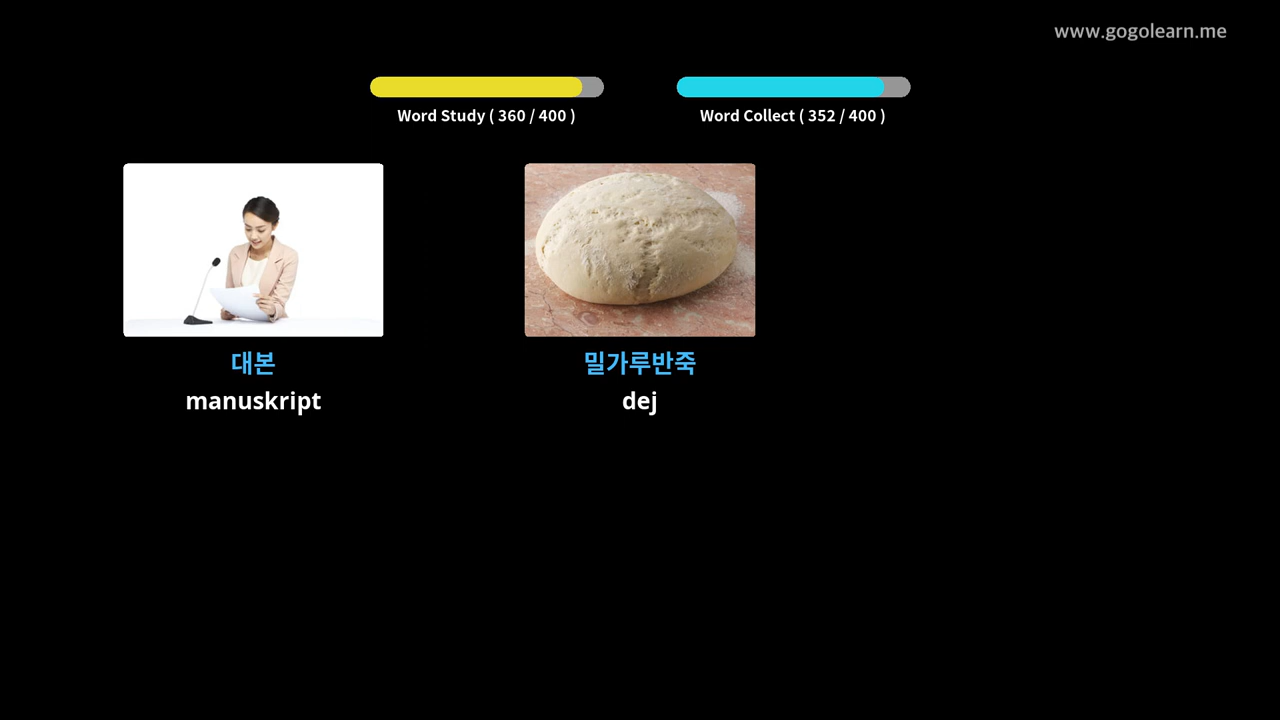 www.gogolearn.me
Word Study ( 360 / 400 )
Word Collect ( 352 / 400 )
대본
manuskript
밀가루반죽
dej